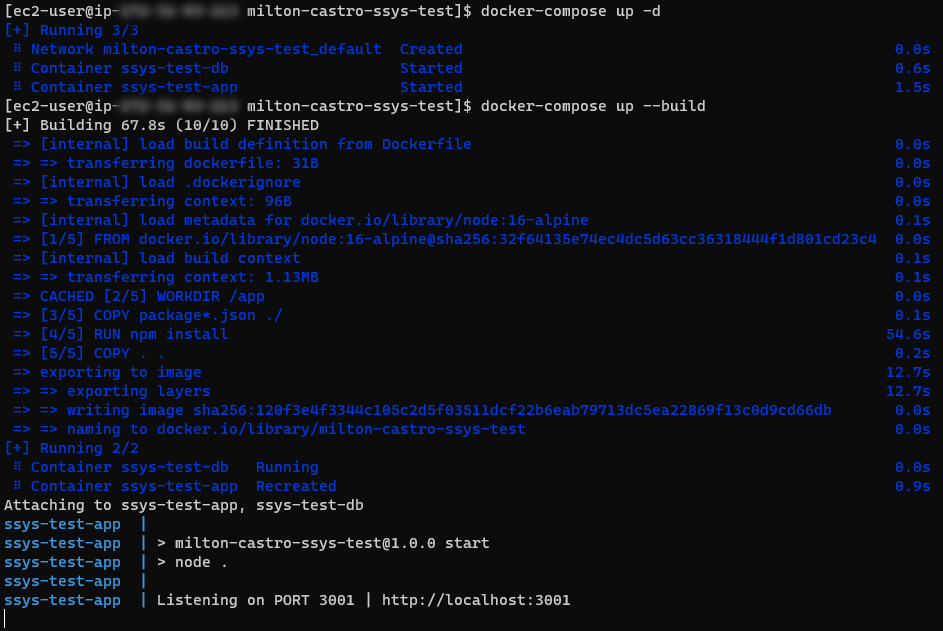 [ec2-user@ip- milton-castro-ssys-test]$ docker-compose up -d
[+] Running 3/3
⠿ Network milton-castro-ssys-test_default  Created 0.0s
⠿ Container ssys-test-db Started 0.6s
⠿ Container ssys-test-app Started 1.5s
[ec2-user@ip- milton-castro-ssys-test]$ docker-compose up --build
[+] Building 67.8s (10/10) FINISHED
=> [internal] load build definition from Dockerfile 0.0s
=> => transferring dockerfile: 31B 0.0s
=> [internal] load .dockerignore 0.0s
=> => transferring context: 96B 0.0s
=> [internal] load metadata for docker.io/library/node:16-alpine 0.1s
=> [1/5] FROM docker.io/library/node:16-alpine@sha256:32f64135e74ec4dc5d63cc36318444f1d801cd23c4 0.0s
=> [internal] load build context 0.1s
=> => transferring context: 1.13MB 0.1s
=> CACHED [2/5] WORKDIR /app 0.0s
=> [3/5] COPY package*.json ./ 0.1s
=> [4/5] RUN npm install 54.6s
=> [5/5] COPY . . 0.2s
=> exporting to image 12.7s
=> => exporting layers 12.7s
=> => writing image sha256:120f3e4f3344c105c2d5f03511dcf22b6eab79713dc5ea22869f13c0d9cd66db 0.0s
=> => naming to docker.io/library/milton-castro-ssys-test 0.0s
[+] Running 2/2
⠿ Container ssys-test-db Running 0.0s
⠿ Container ssys-test-app Recreated 0.9s
Attaching to ssys-test-app, ssys-test-db
ssys-test-app |
ssys-test-app | > milton-castro-ssys-test@1.0.0 start
ssys-test-app | > node .
ssys-test-app |
ssys-test-app | Listening on PORT 3001 | http://localhost:3001